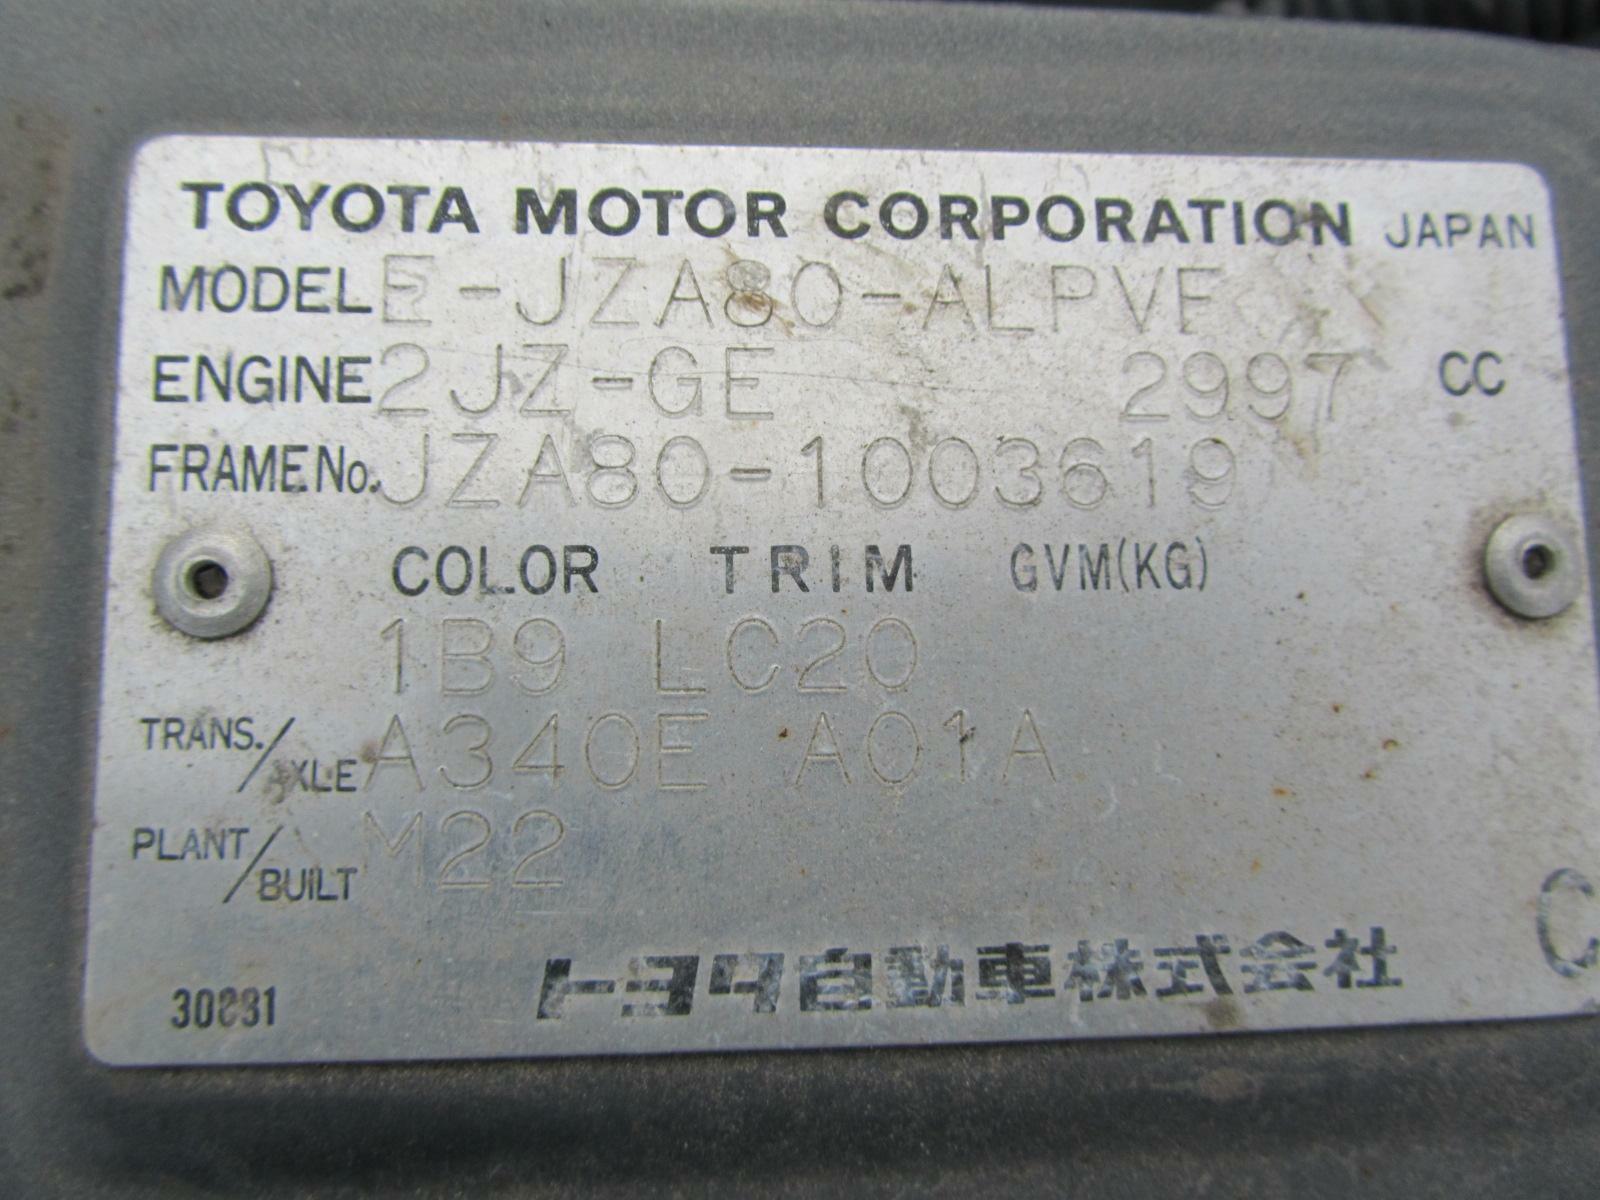 TOYOTA MOTOR CORPORATION JAPAN
MODEL E-JZA80-ALPVF
ENGINE 2JZ-GE 2997 CC
FRAME No. JZA80-1003619
COLOR TRIM GVM(KG)
1B9 LC20
TRANS./AXLE A340E A01A
PLANT/BUILT M22
トヨタ自動車株式会社
C